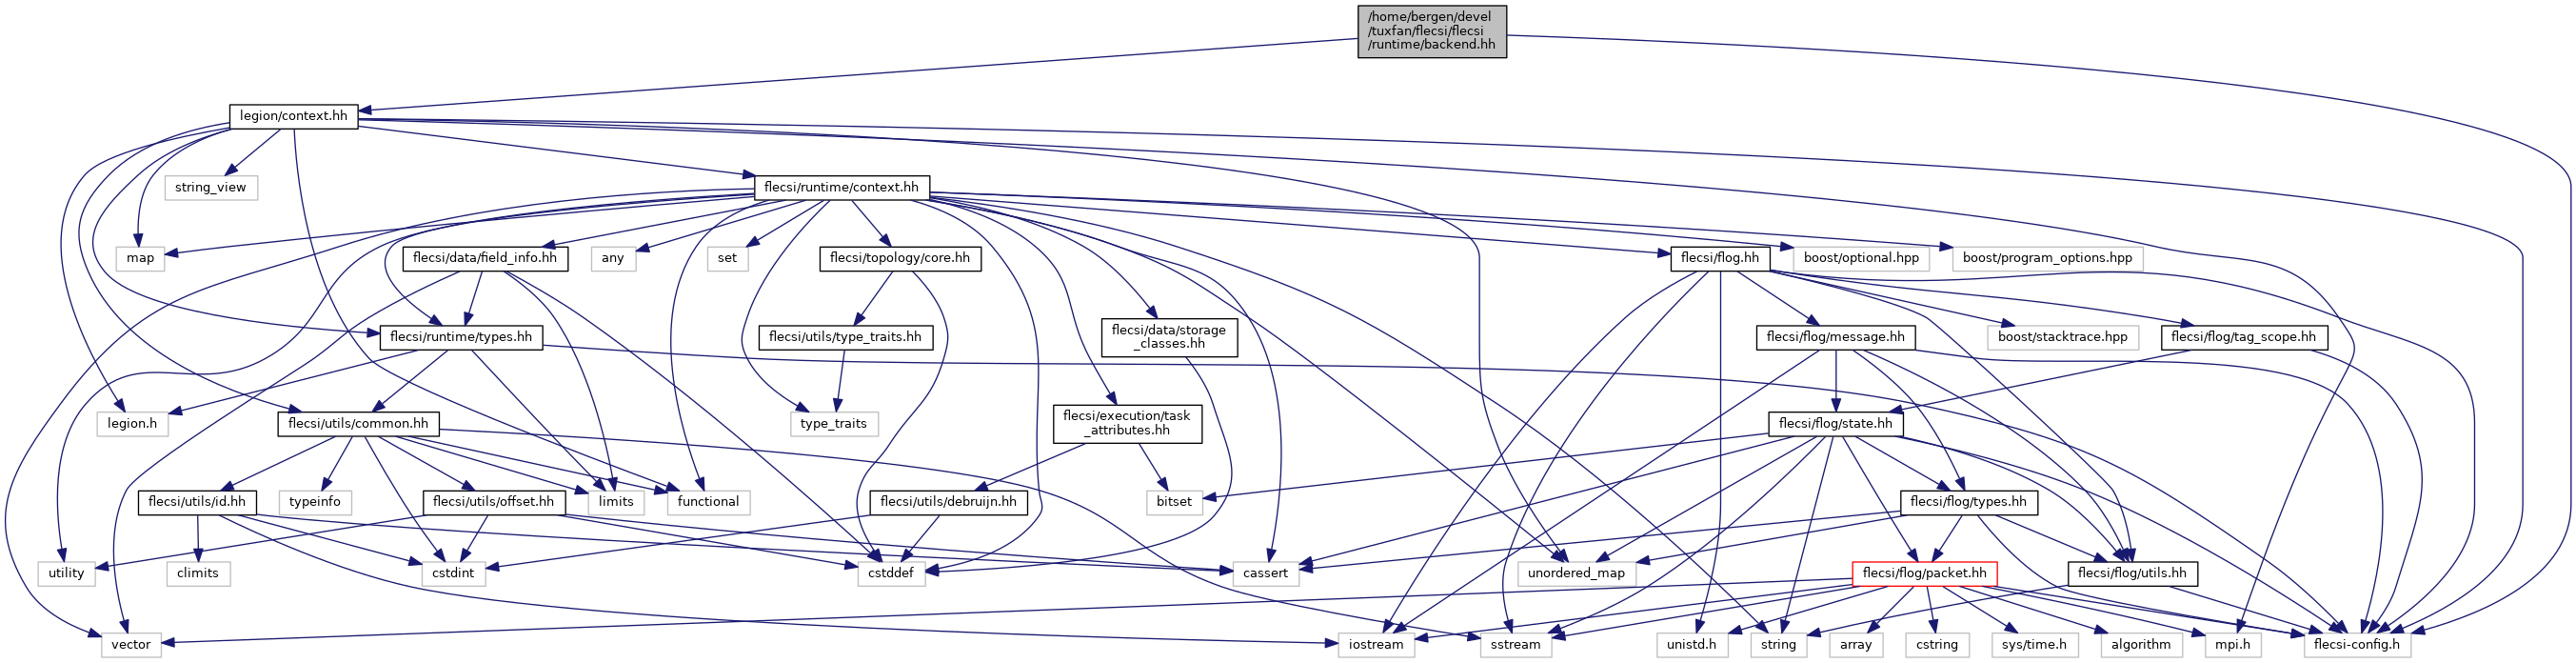 /home/bergen/devel
/tuxfan/flecsi/flecsi
/runtime/backend.hh
legion/context.hh
string_view
flecsi/runtime/context.hh
map
flecsi/data/field_info.hh
any
set
flecsi/topology/core.hh
flecsi/flog.hh
boost/optional.hpp
boost/program_options.hpp
flecsi/runtime/types.hh
flecsi/utils/type_traits.hh
flecsi/data/storage
_classes.hh
flecsi/flog/message.hh
boost/stacktrace.hpp
flecsi/flog/tag_scope.hh
legion.h
flecsi/utils/common.hh
type_traits
flecsi/execution/task
_attributes.hh
flecsi/flog/state.hh
flecsi/utils/id.hh
typeinfo
flecsi/utils/offset.hh
limits
functional
flecsi/utils/debruijn.hh
bitset
flecsi/flog/types.hh
utility
climits
cstdint
cstddef
cassert
unordered_map
flecsi/flog/packet.hh
flecsi/flog/utils.hh
vector
iostream
sstream
unistd.h
string
array
cstring
sys/time.h
algorithm
mpi.h
flecsi-config.h